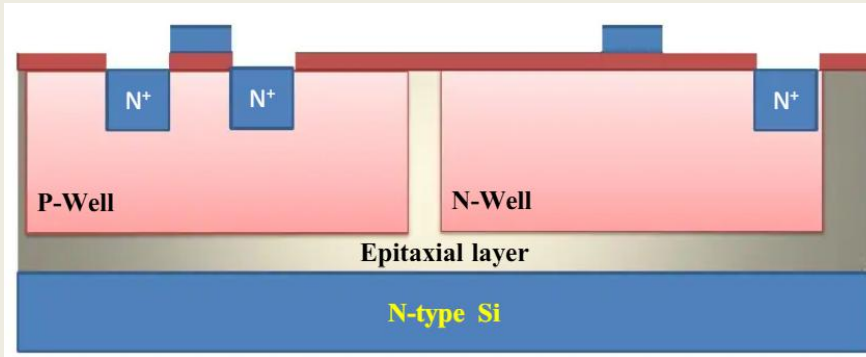 N⁺ N⁺ N⁺
P-Well N-Well
Epitaxial layer
N-type Si